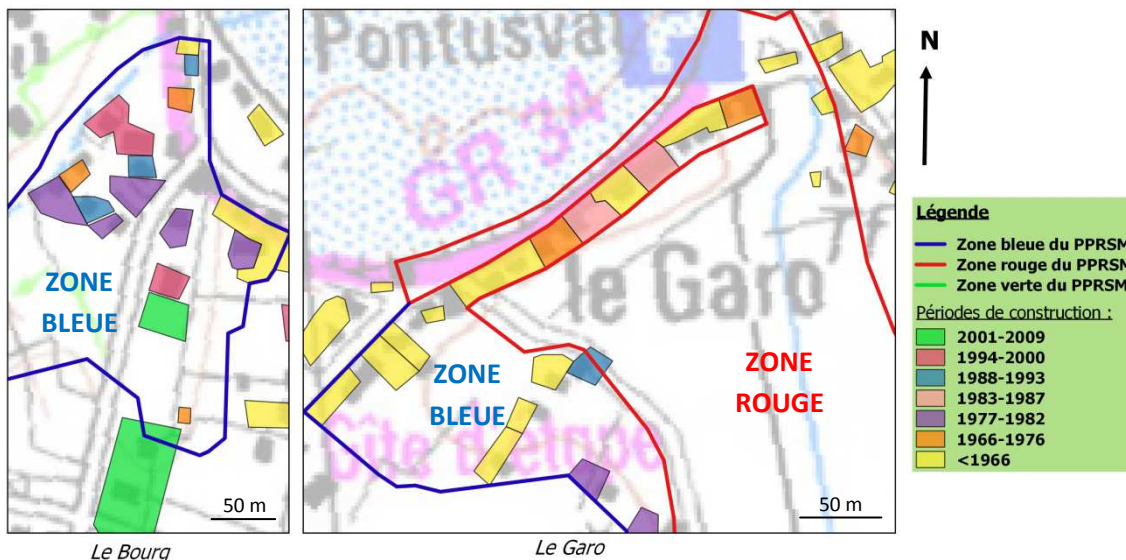 ZONE
BLEUE
50 m
Le Bourg
Pontusval
GR 34
le Garo
ZONE
BLEUE
ZONE
ROUGE
Gîte d'étape
50 m
Le Garo
N
Légende
Zone bleue du PPRSM
Zone rouge du PPRSM
Zone verte du PPRSM
Périodes de construction :
2001-2009
1994-2000
1988-1993
1983-1987
1977-1982
1966-1976
<1966